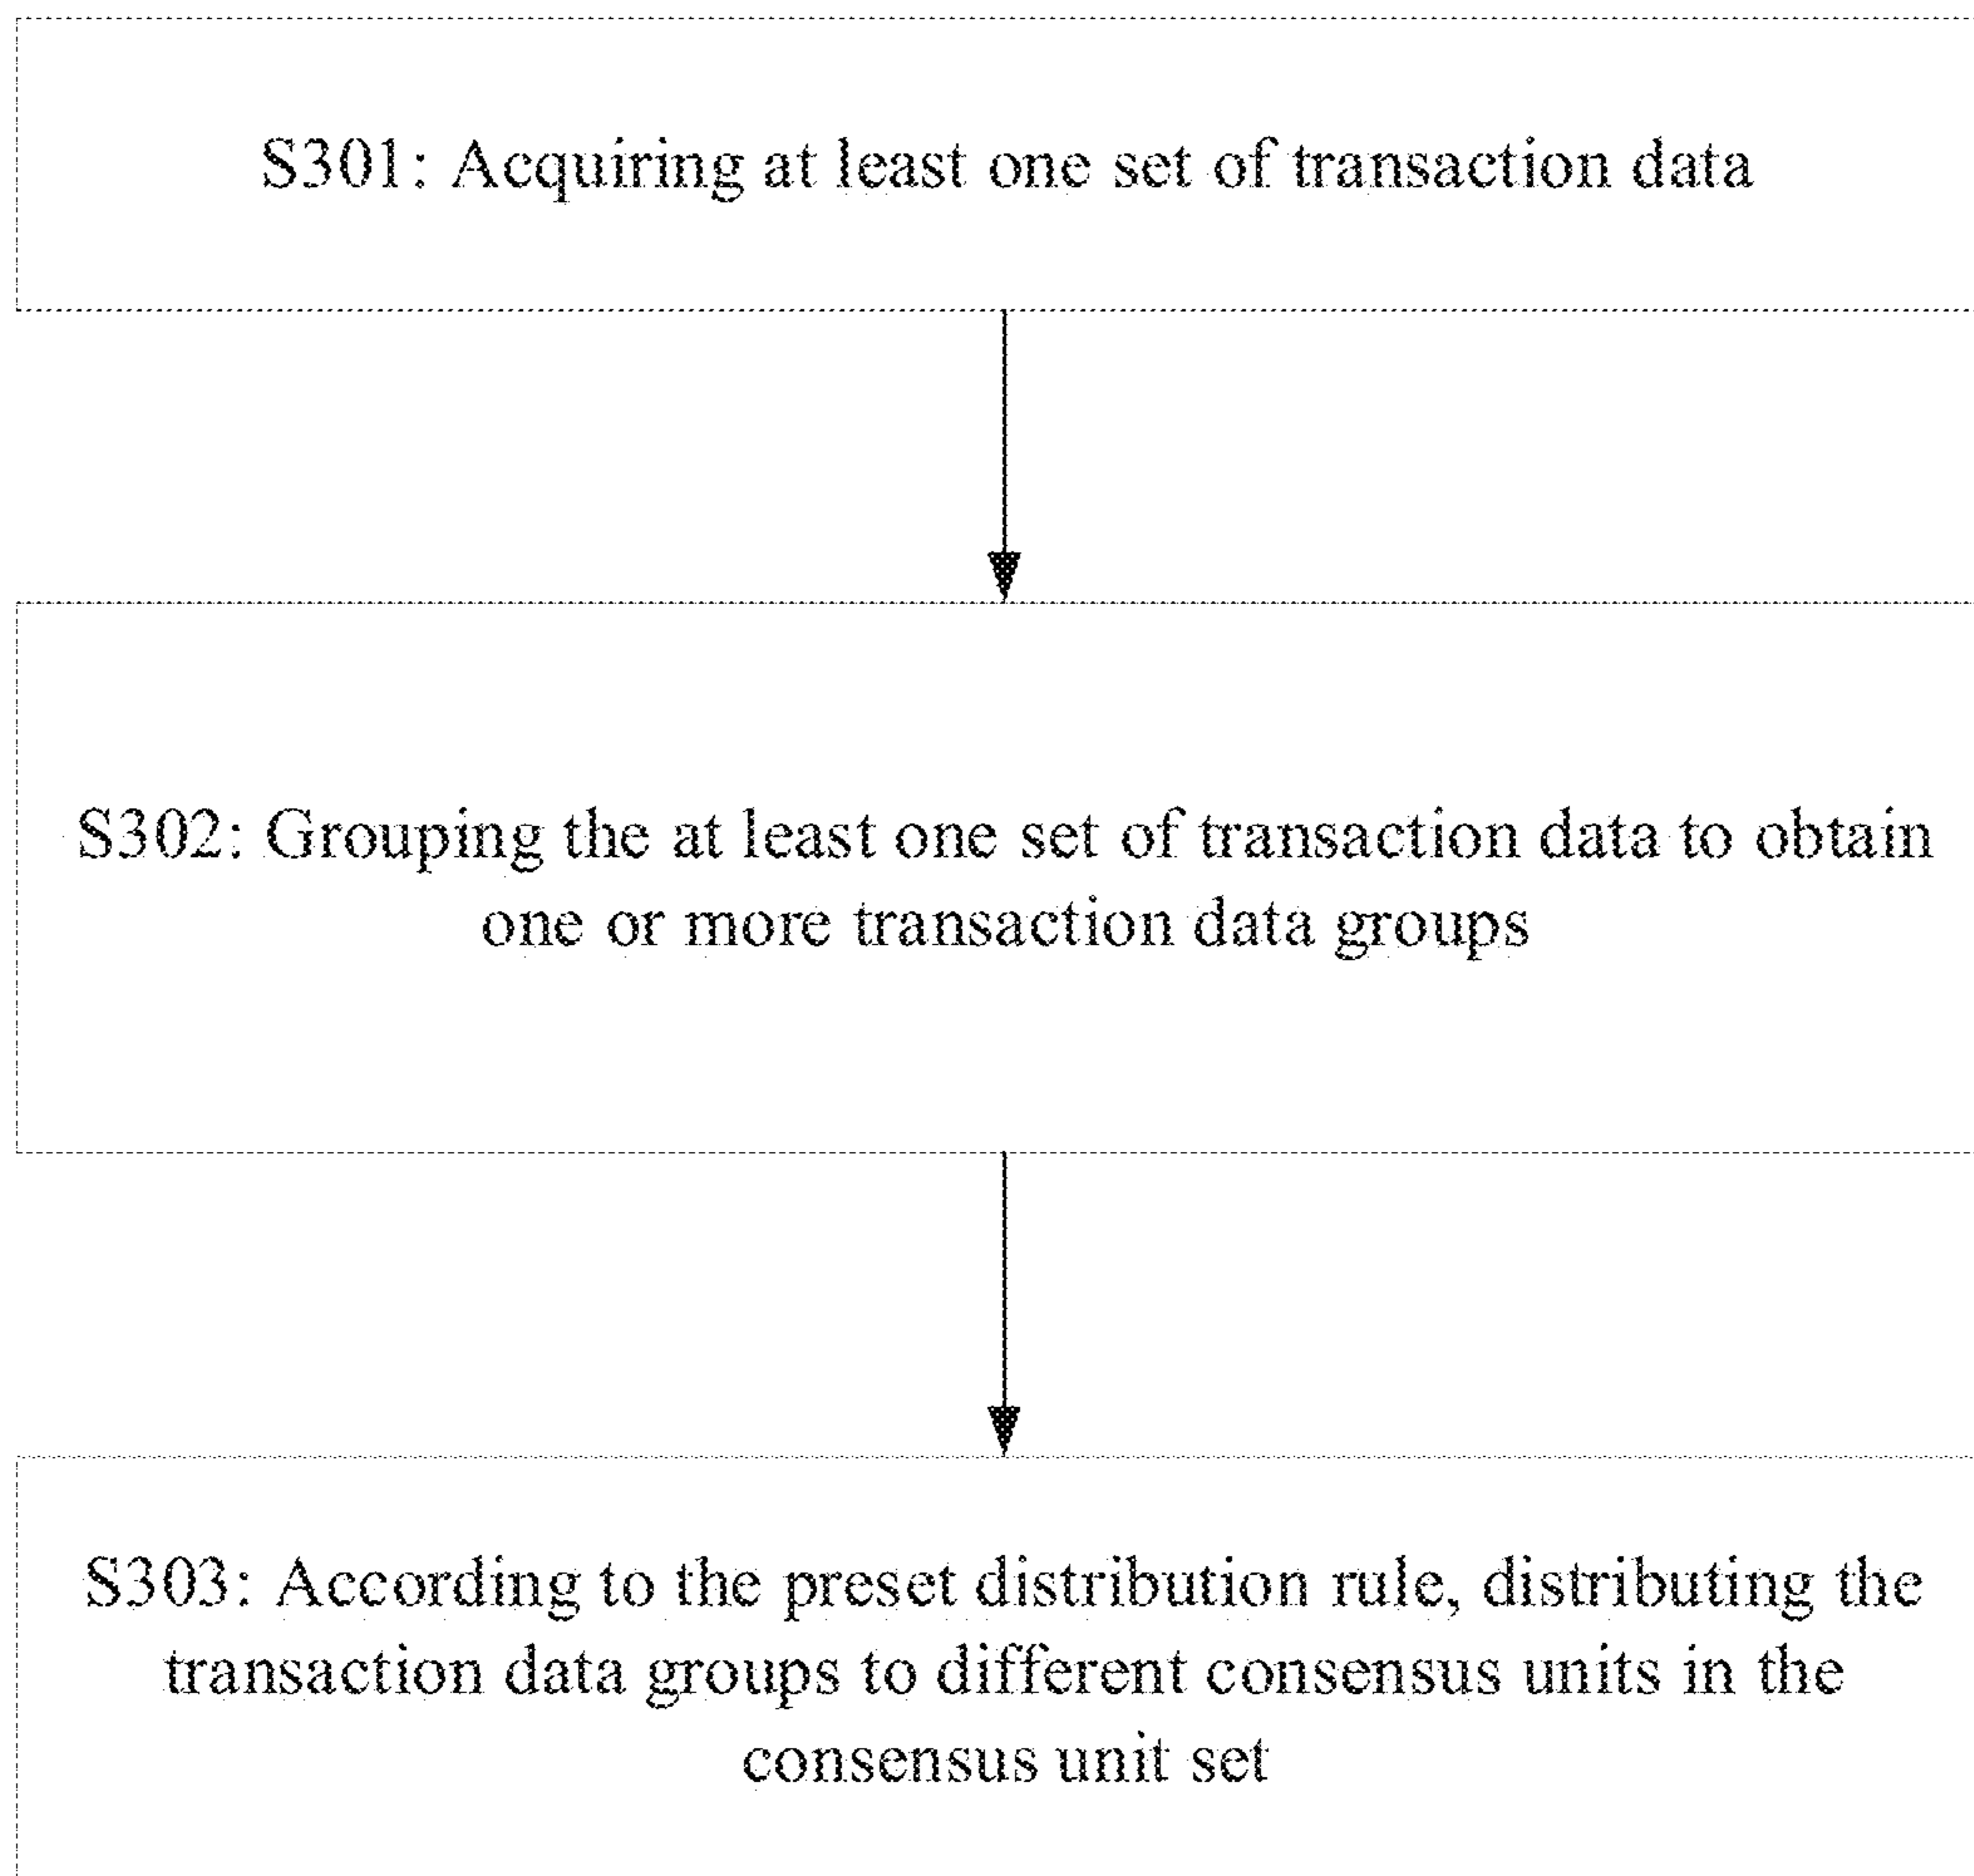 S301: Acquiring at least one set of transaction data
S302: Grouping the at least one set of transaction data to obtain
one or more transaction data groups
S303: According to the preset distribution rule, distributing the
transaction data groups to different consensus units in the
consensus unit set